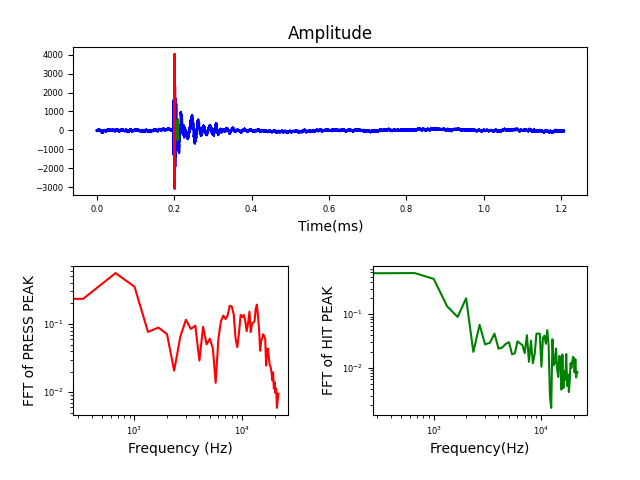 Amplitude
4000
3000
2000
1000
0
−1000
−2000
−3000
0.0 0.2 0.4 0.6 0.8 1.0 1.2
Time(ms)
FFT of PRESS PEAK
10⁻¹
10⁻²
10³ 10⁴
Frequency (Hz)
FFT of HIT PEAK
10⁻¹
10⁻²
10³ 10⁴
Frequency(Hz)